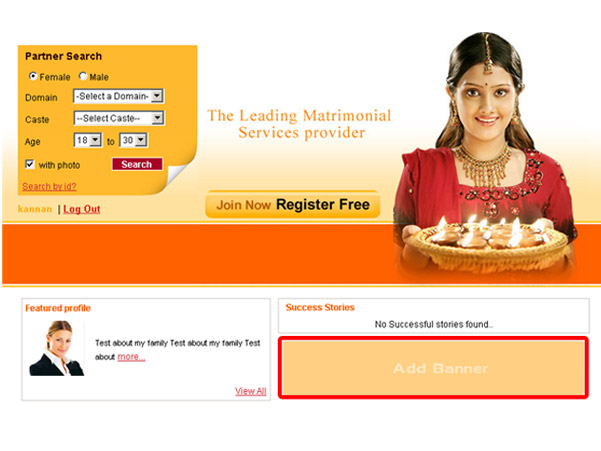 Partner Search
Female Male
Domain -Select a Domain-
Caste --Select Caste--
Age 18 to 30
with photo Search
Search by id?
kannan | Log Out
The Leading Matrimonial
Services provider
Join Now Register Free
Featured profile
Test about my family Test about my family Test
about more...
View All
Success Stories
No Successful stories found..
Add Banner